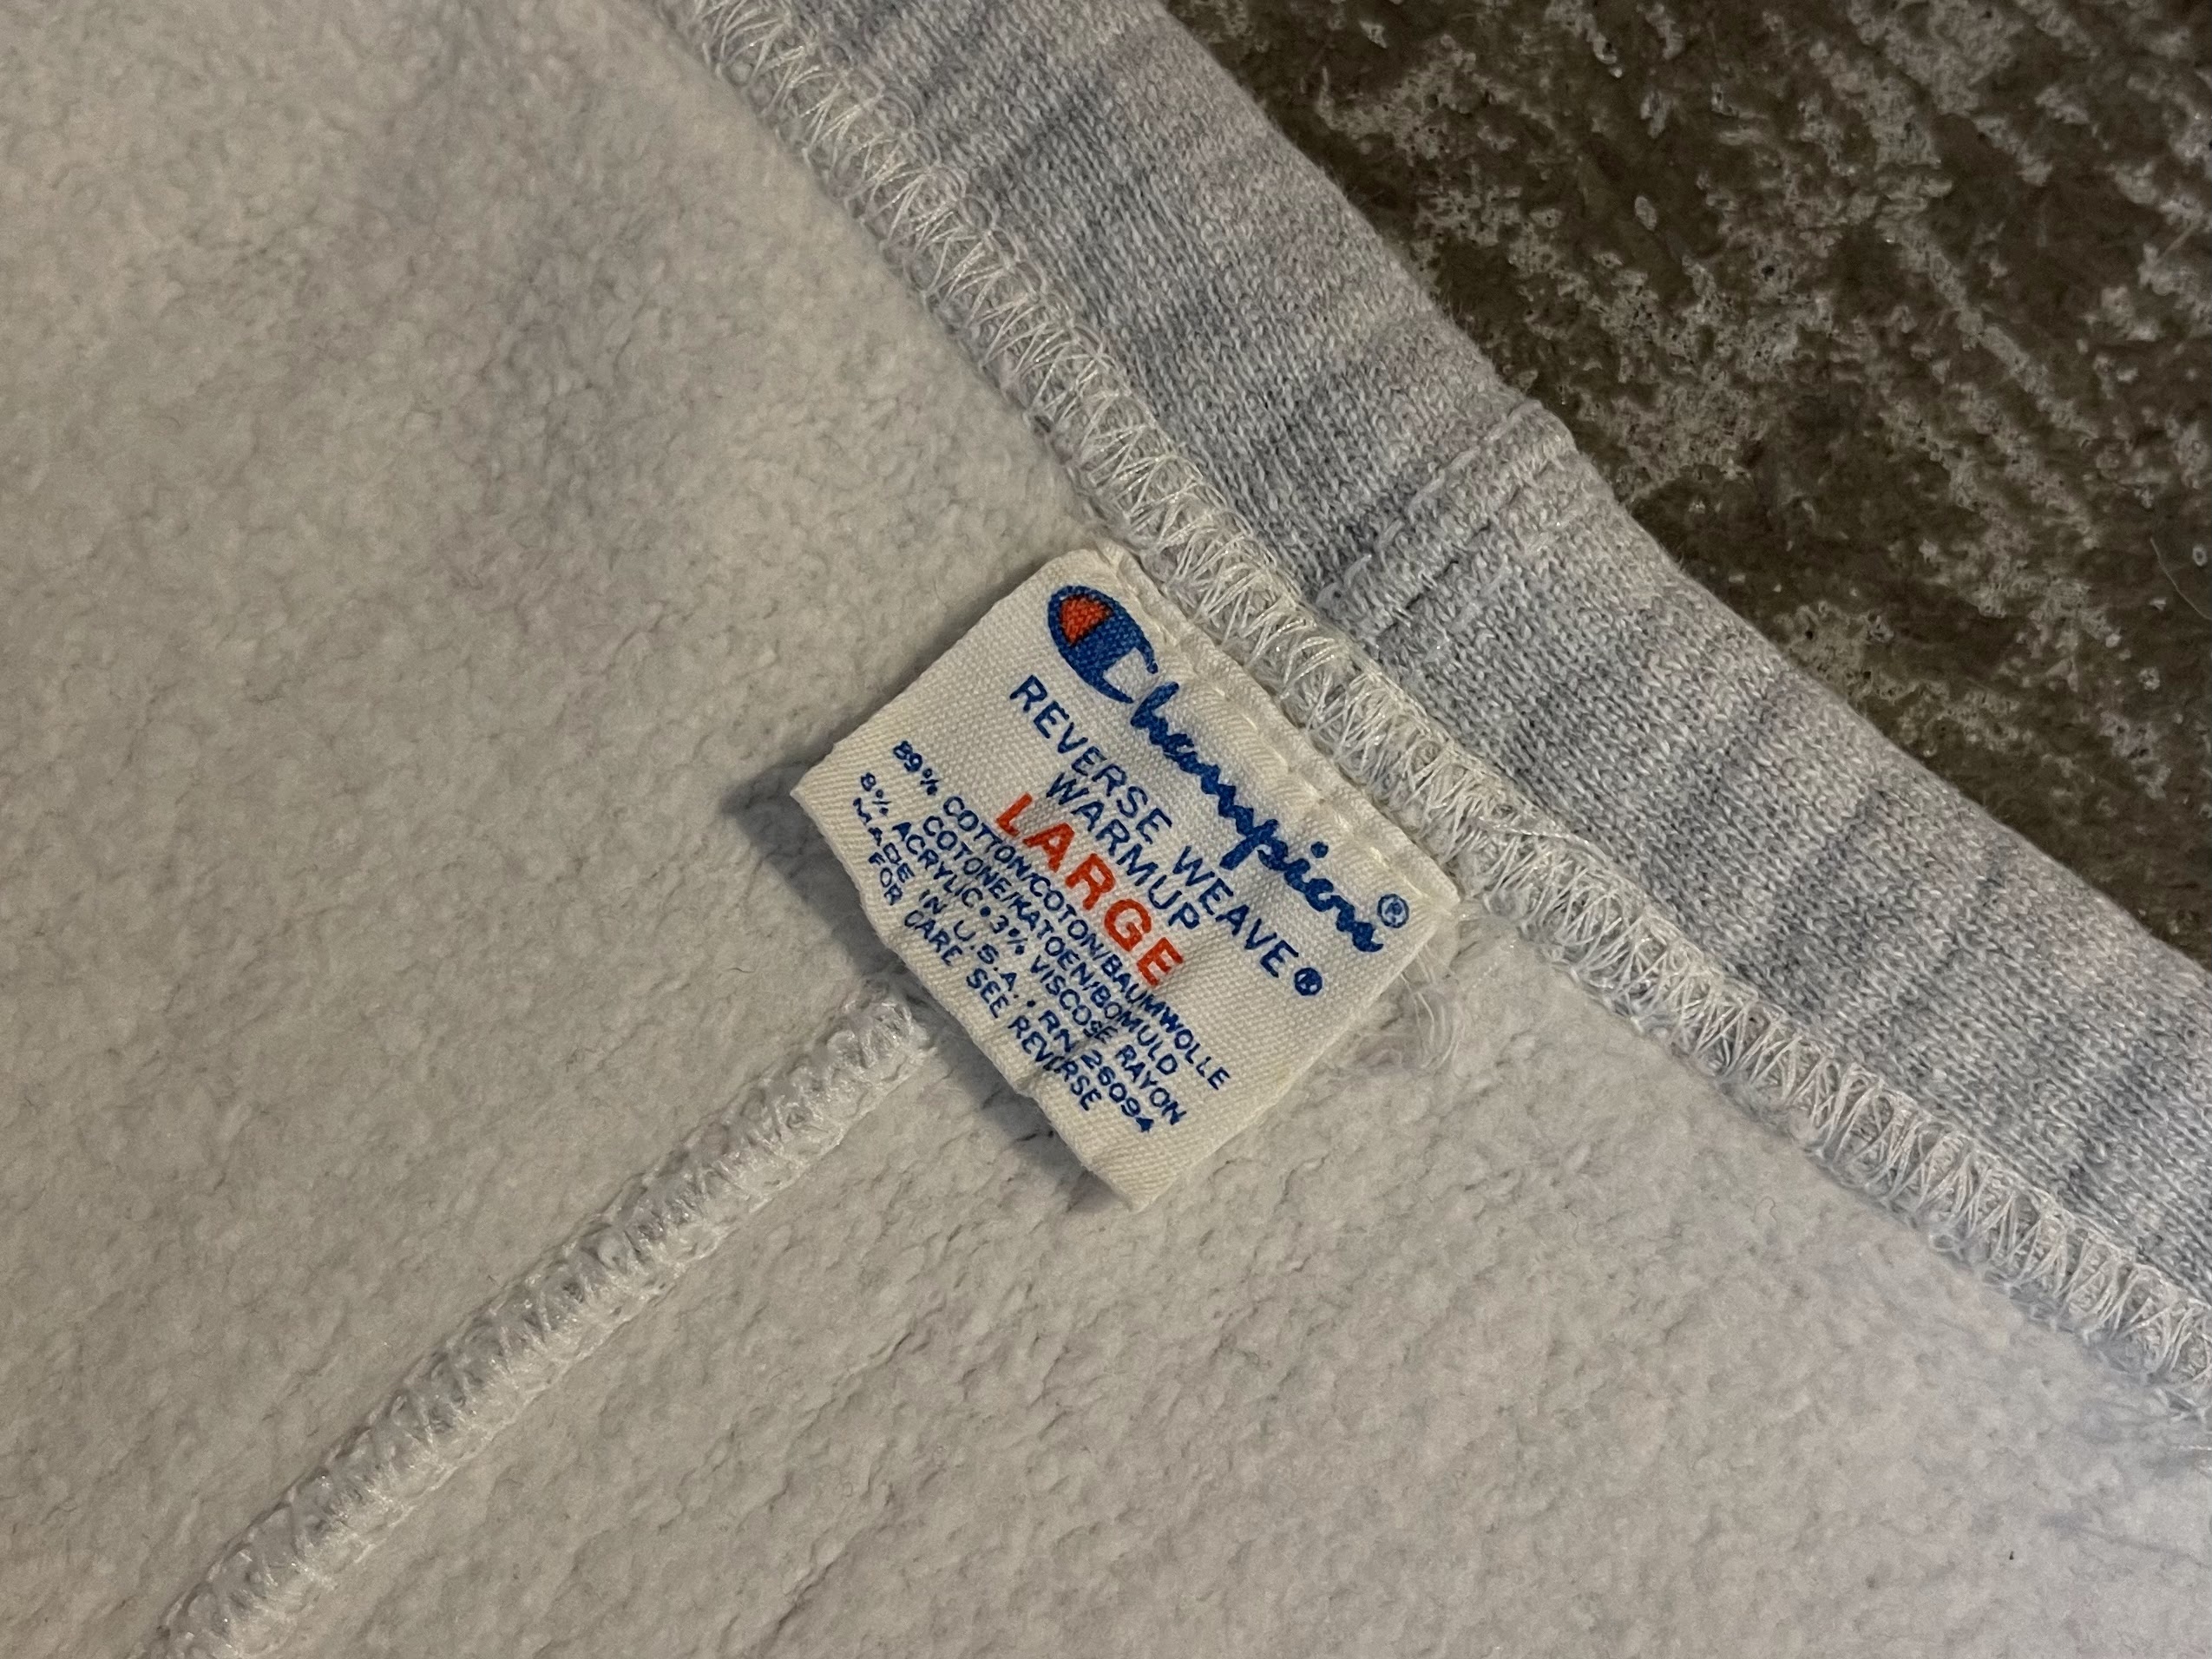 Champion®
REVERSE WEAVE®
WARMUP
LARGE
89% COTTON/COTON/BAUMWOLLE
COTONE/KATOEN/BOMULD
8% ACRYLIC•3% VISCOSE RAYON
MADE IN U.S.A. • RN 26094
FOR CARE SEE REVERSE